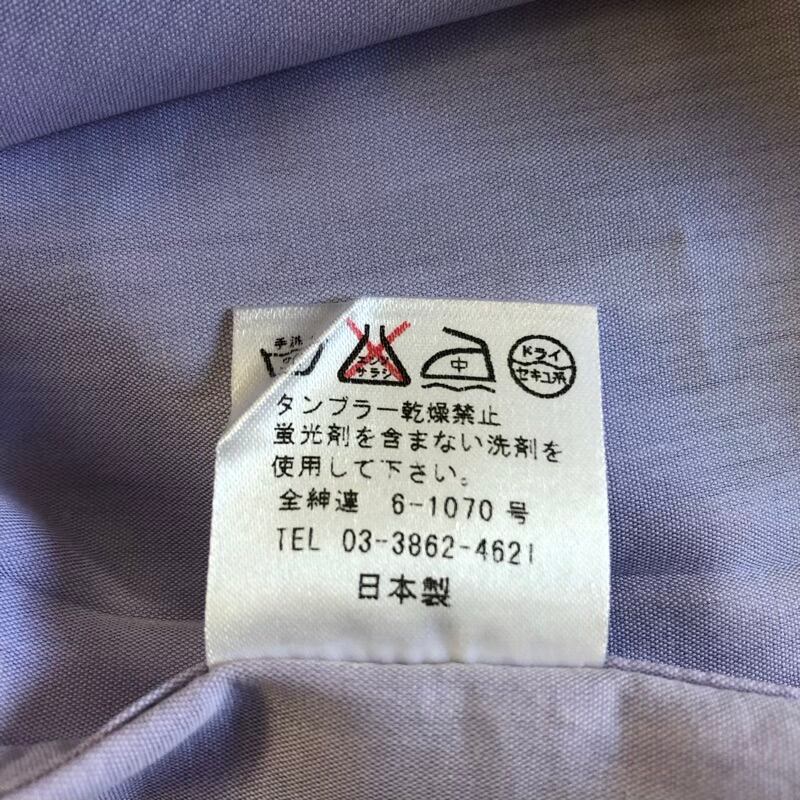 手洗
エンソ
サラシ
中
ドライ
セキユ系
タンブラー乾燥禁止
蛍光剤を含まない洗剤を
使用して下さい。
全紳連 6-1070 号
TEL 03-3862-4621
日本製